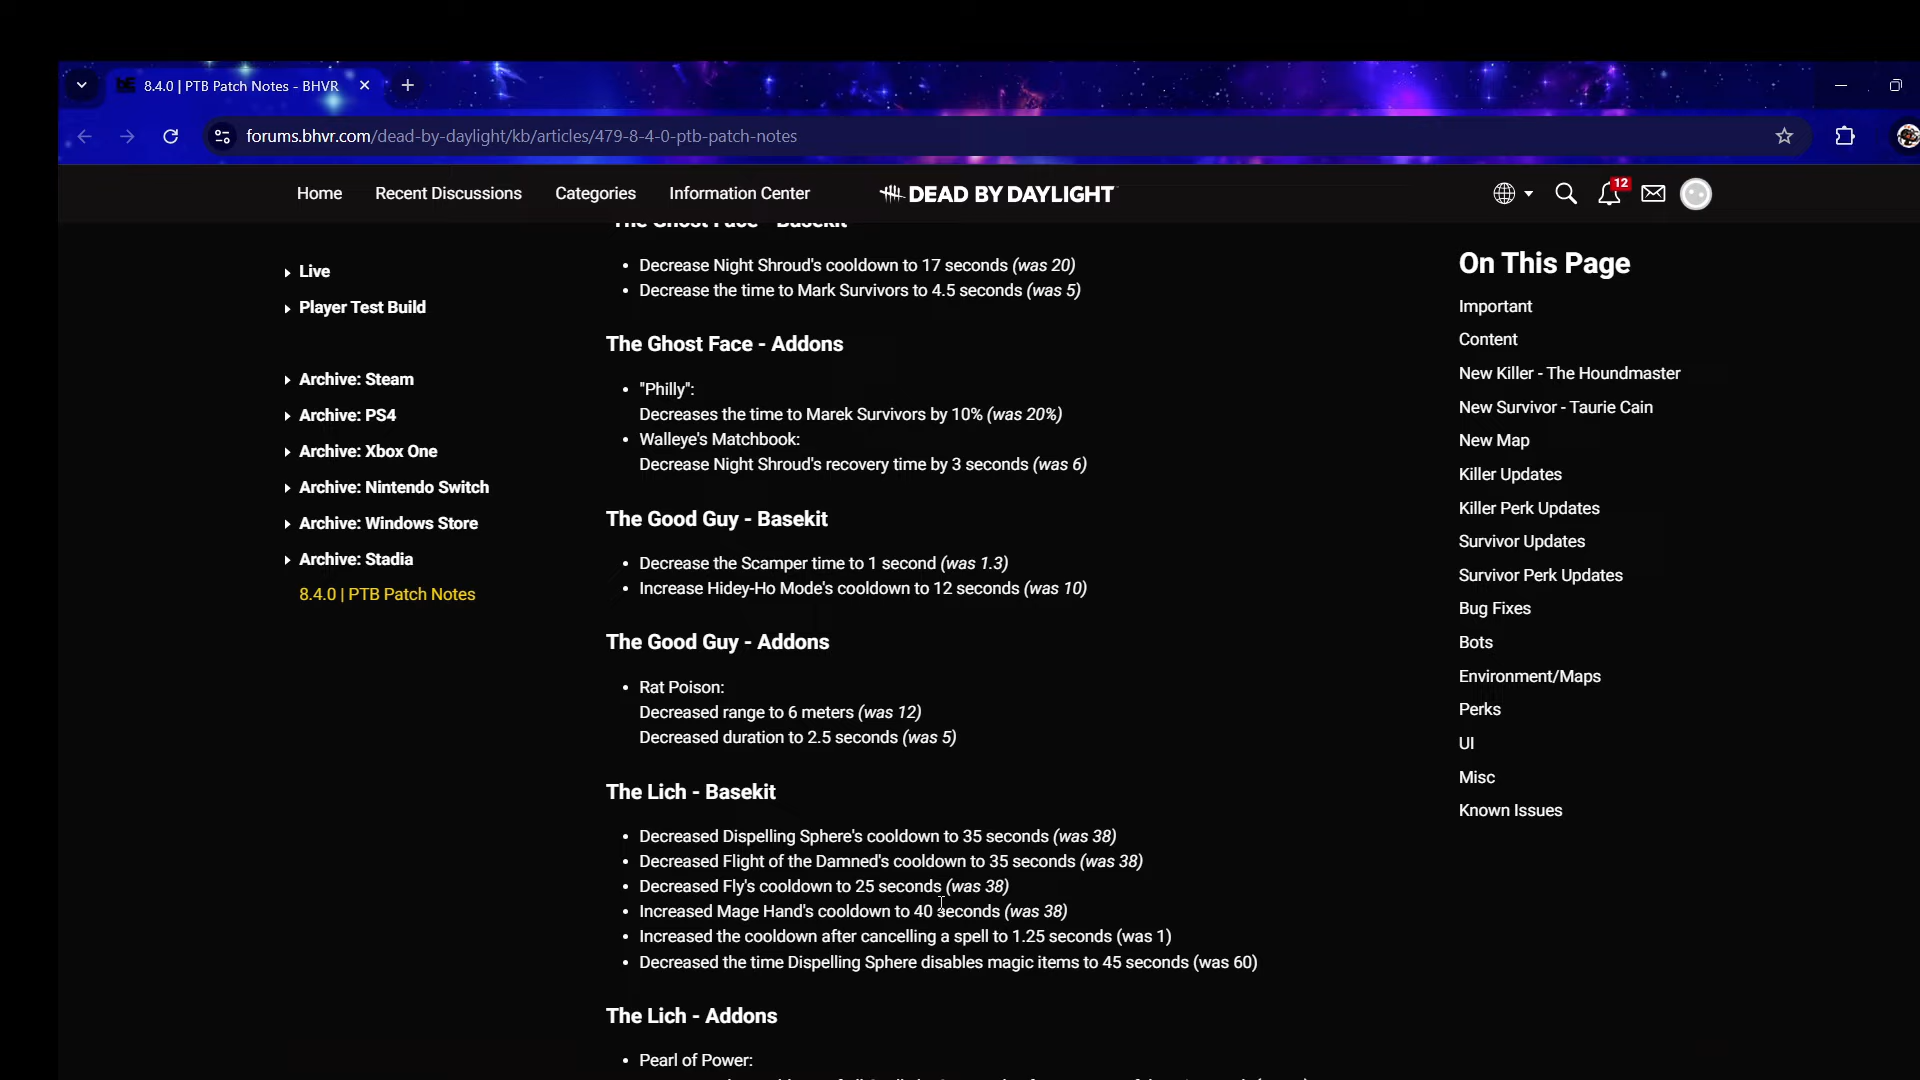 8.4.0 | PTB Patch Notes - BHVR
forums.bhvr.com/dead-by-daylight/kb/articles/479-8-4-0-ptb-patch-notes
Home
Recent Discussions
Categories
Information Center
DEAD BY DAYLIGHT
12
Live
Player Test Build
Archive: Steam
Archive: PS4
Archive: Xbox One
Archive: Nintendo Switch
Archive: Windows Store
Archive: Stadia
8.4.0 | PTB Patch Notes
The Ghost Face - Basekit
• Decrease Night Shroud's cooldown to 17 seconds (was 20)
• Decrease the time to Mark Survivors to 4.5 seconds (was 5)
The Ghost Face - Addons
• "Philly":
Decreases the time to Marek Survivors by 10% (was 20%)
• Walleye's Matchbook:
Decrease Night Shroud's recovery time by 3 seconds (was 6)
The Good Guy - Basekit
• Decrease the Scamper time to 1 second (was 1.3)
• Increase Hidey-Ho Mode's cooldown to 12 seconds (was 10)
The Good Guy - Addons
• Rat Poison:
Decreased range to 6 meters (was 12)
Decreased duration to 2.5 seconds (was 5)
The Lich - Basekit
• Decreased Dispelling Sphere's cooldown to 35 seconds (was 38)
• Decreased Flight of the Damned's cooldown to 35 seconds (was 38)
• Decreased Fly's cooldown to 25 seconds (was 38)
• Increased Mage Hand's cooldown to 40 seconds (was 38)
• Increased the cooldown after cancelling a spell to 1.25 seconds (was 1)
• Decreased the time Dispelling Sphere disables magic items to 45 seconds (was 60)
The Lich - Addons
• Pearl of Power:
On This Page
Important
Content
New Killer - The Houndmaster
New Survivor - Taurie Cain
New Map
Killer Updates
Killer Perk Updates
Survivor Updates
Survivor Perk Updates
Bug Fixes
Bots
Environment/Maps
Perks
UI
Misc
Known Issues